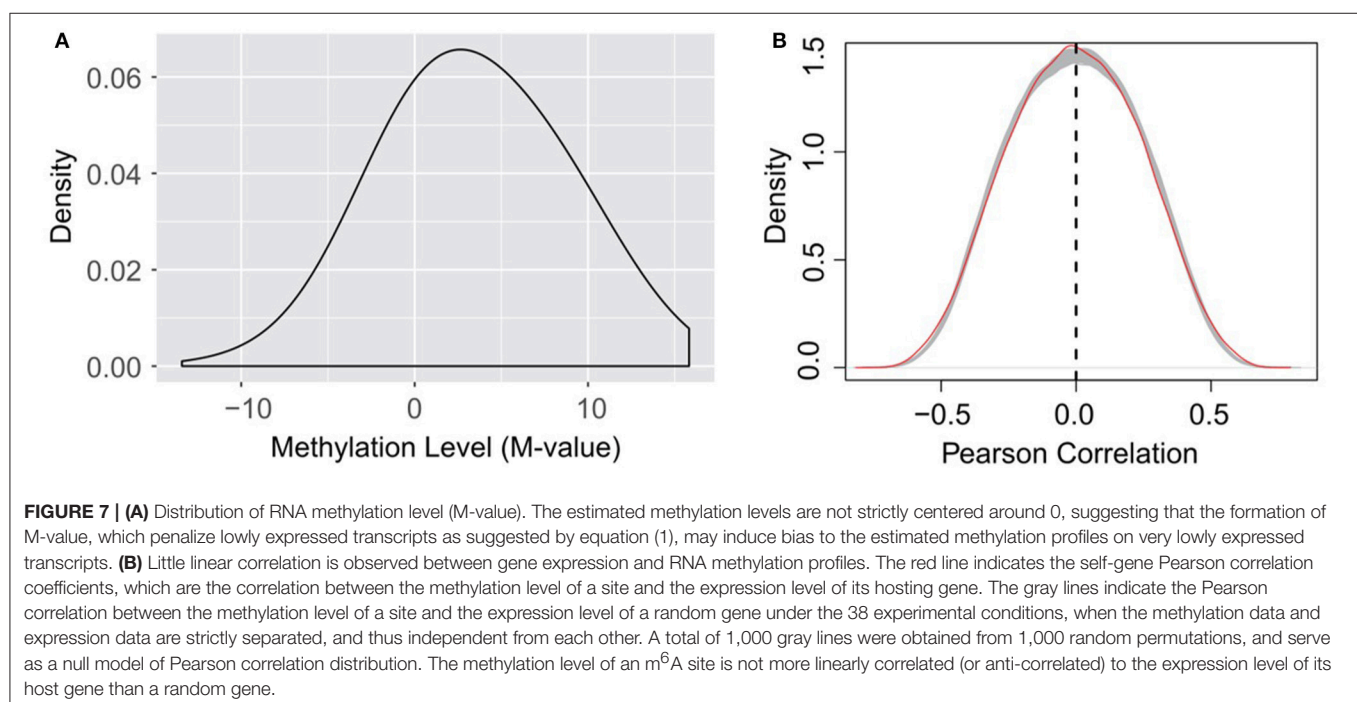 A
Density
0.06
0.04
0.02
0.00
−10 0 10
Methylation Level (M-value)
B
Density
1.5
1.0
0.5
0.0
−0.5 0.0 0.5
Pearson Correlation
FIGURE 7 | (A) Distribution of RNA methylation level (M-value). The estimated methylation levels are not strictly centered around 0, suggesting that the formation of
M-value, which penalize lowly expressed transcripts as suggested by equation (1), may induce bias to the estimated methylation profiles on very lowly expressed
transcripts. (B) Little linear correlation is observed between gene expression and RNA methylation profiles. The red line indicates the self-gene Pearson correlation
coefficients, which are the correlation between the methylation level of a site and the expression level of its hosting gene. The gray lines indicate the Pearson
correlation between the methylation level of a site and the expression level of a random gene under the 38 experimental conditions, when the methylation data and
expression data are strictly separated, and thus independent from each other. A total of 1,000 gray lines were obtained from 1,000 random permutations, and serve
as a null model of Pearson correlation distribution. The methylation level of an m⁶A site is not more linearly correlated (or anti-correlated) to the expression level of its
host gene than a random gene.